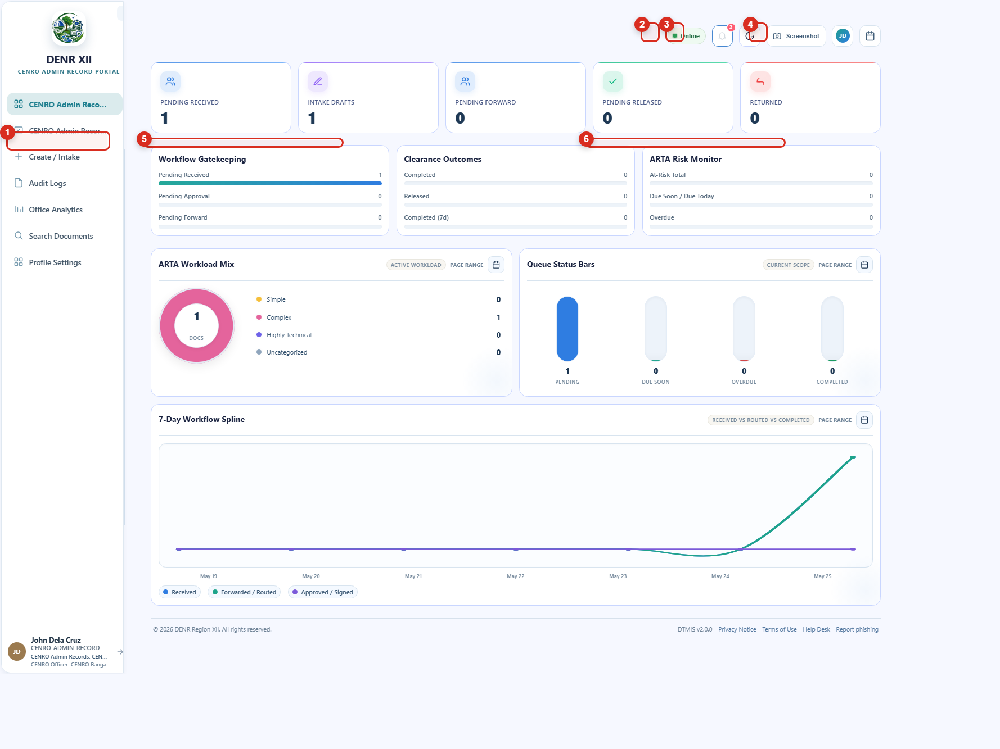 DENR XII
CENRO ADMIN RECORD PORTAL
CENRO Admin Reco...
1
CENRO Admin Recor...
Create / Intake
Audit Logs
Office Analytics
Search Documents
Profile Settings
John Dela Cruz
JD
CENRO_ADMIN_RECORD
CENRO Admin Records: CEN...
CENRO Officer: CENRO Banga
2
3
Online
3
4
Screenshot
JD
PENDING RECEIVED
1
INTAKE DRAFTS
1
PENDING FORWARD
0
PENDING RELEASED
0
RETURNED
0
5
6
Workflow Gatekeeping
Pending Received 1
Pending Approval 0
Pending Forward 0
Clearance Outcomes
Completed 0
Released 0
Completed (7d) 0
ARTA Risk Monitor
At-Risk Total 0
Due Soon / Due Today 0
Overdue 0
ARTA Workload Mix
ACTIVE WORKLOAD PAGE RANGE
1
DOCS
Simple 0
Complex 1
Highly Technical 0
Uncategorized 0
Queue Status Bars
CURRENT SCOPE PAGE RANGE
1
PENDING
0
DUE SOON
0
OVERDUE
0
COMPLETED
7-Day Workflow Spline
RECEIVED VS ROUTED VS COMPLETED PAGE RANGE
May 19 May 20 May 21 May 22 May 23 May 24 May 25
Received Forwarded / Routed Approved / Signed
© 2026 DENR Region XII. All rights reserved.
DTMIS v2.0.0 Privacy Notice Terms of Use Help Desk Report phishing